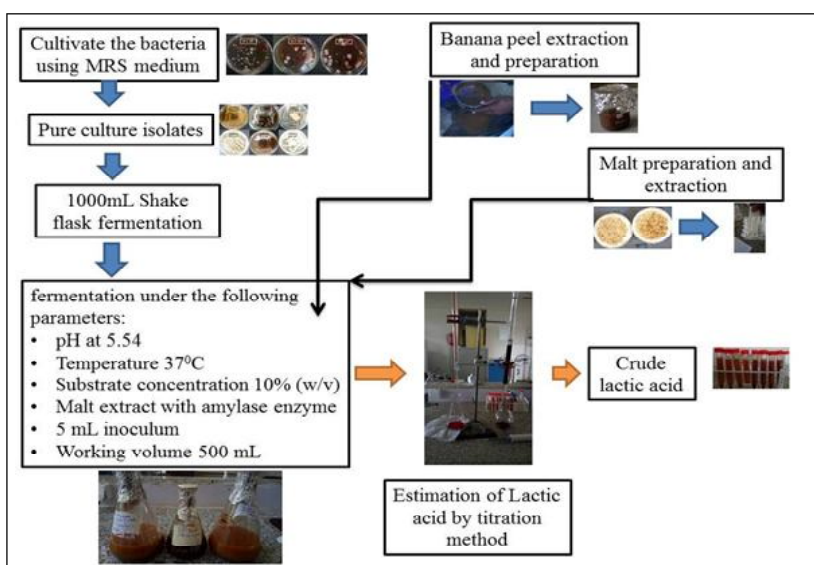 Cultivate the bacteria
using MRS medium
Pure culture isolates
1000mL Shake
flask fermentation
fermentation under the following
parameters:
• pH at 5.54
• Temperature 37⁰C
• Substrate concentration 10% (w/v)
• Malt extract with amylase enzyme
• 5 mL inoculum
• Working volume 500 mL
Banana peel extraction
and preparation
Malt preparation and
extraction
Estimation of Lactic
acid by titration
method
Crude
lactic acid